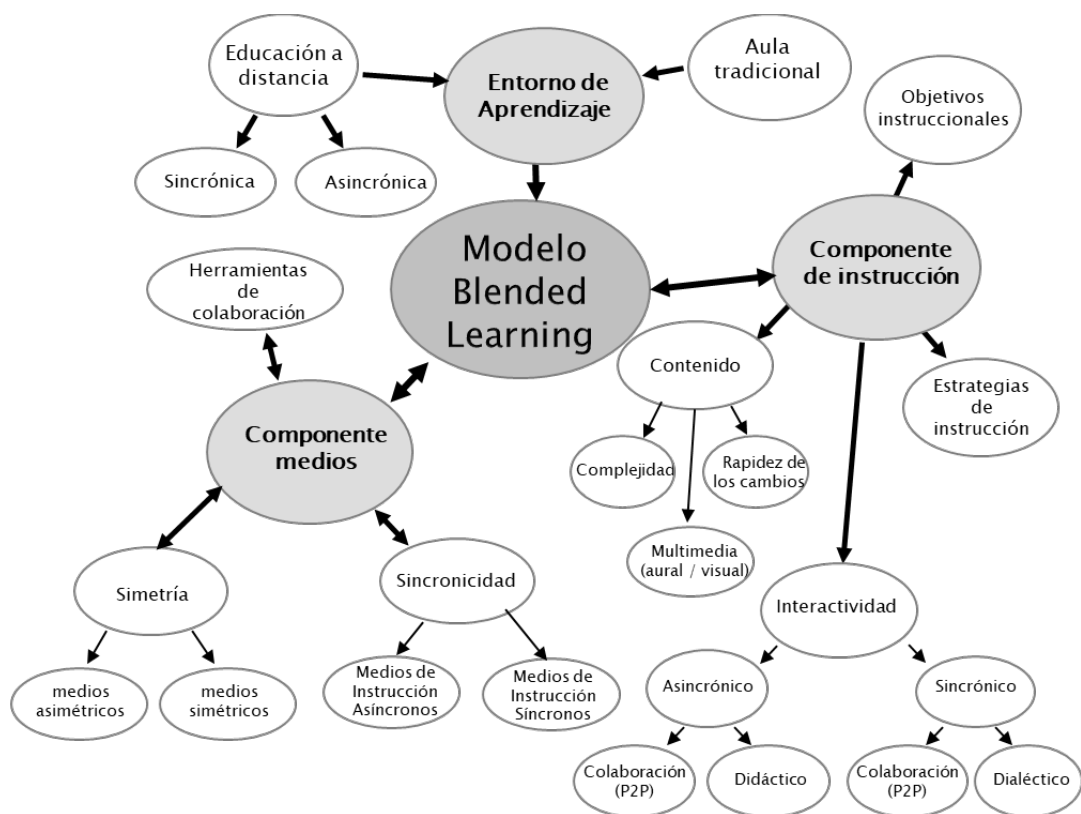 Educación a
distancia
Entorno de
Aprendizaje
Aula
tradicional
Objetivos
instruccionales
Sincrónica
Asincrónica
Modelo
Blended
Learning
Componente
de instrucción
Herramientas
de
colaboración
Contenido
Estrategias
de
instrucción
Componente
medios
Complejidad
Rapidez de
los cambios
Multimedia
(aural / visual)
Simetría
Sincronicidad
Interactividad
medios
asimétricos
medios
simétricos
Medios de
Instrucción
Asíncronos
Medios de
Instrucción
Síncronos
Asincrónico
Sincrónico
Colaboración
(P2P)
Didáctico
Colaboración
(P2P)
Dialéctico